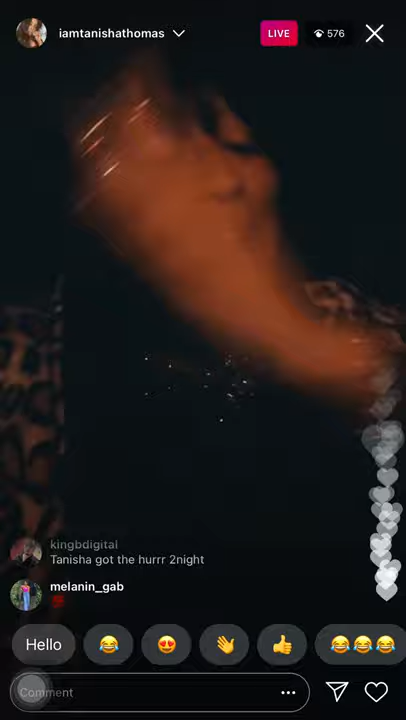 iamtanishathomas
LIVE
576
kingbdigital
Tanisha got the hurrr 2night
melanin_gab
Hello
Comment